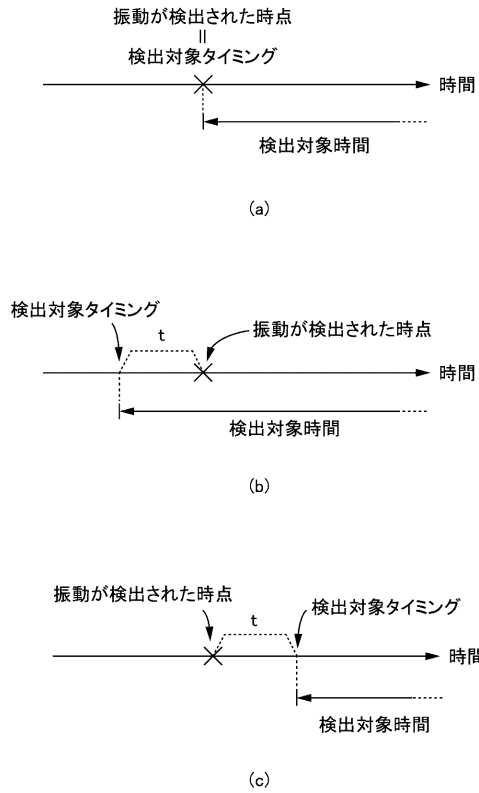 振動が検出された時点
॥
検出対象タイミング
時間
検出対象時間
(a)
検出対象タイミング
t
振動が検出された時点
時間
検出対象時間
(b)
振動が検出された時点
t
検出対象タイミング
時間
検出対象時間
(c)